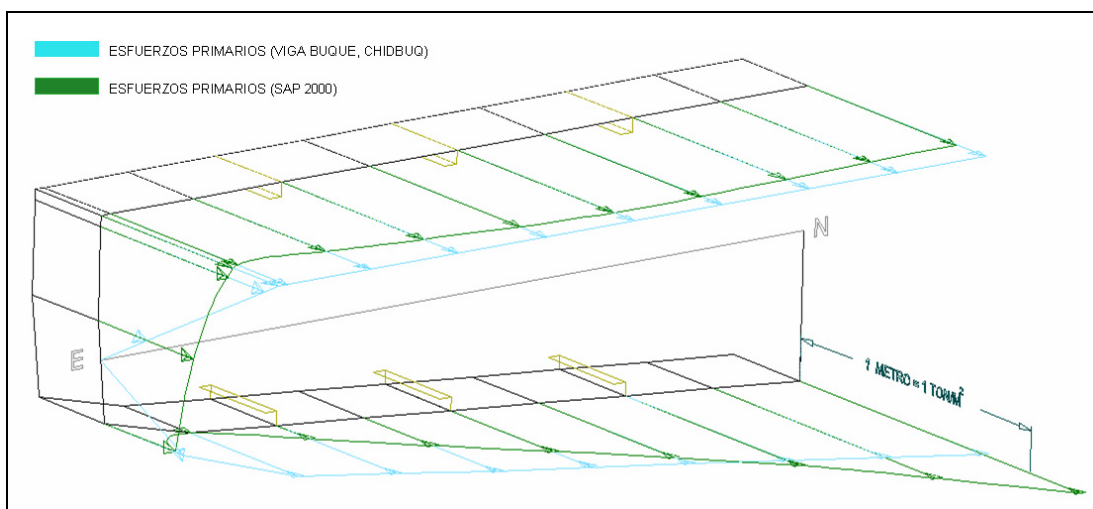 ESFUERZOS PRIMARIOS (VIGA BUQUE, CHIDBUQ)
ESFUERZOS PRIMARIOS (SAP 2000)
N
E
1 METRO = 1 TON/M²